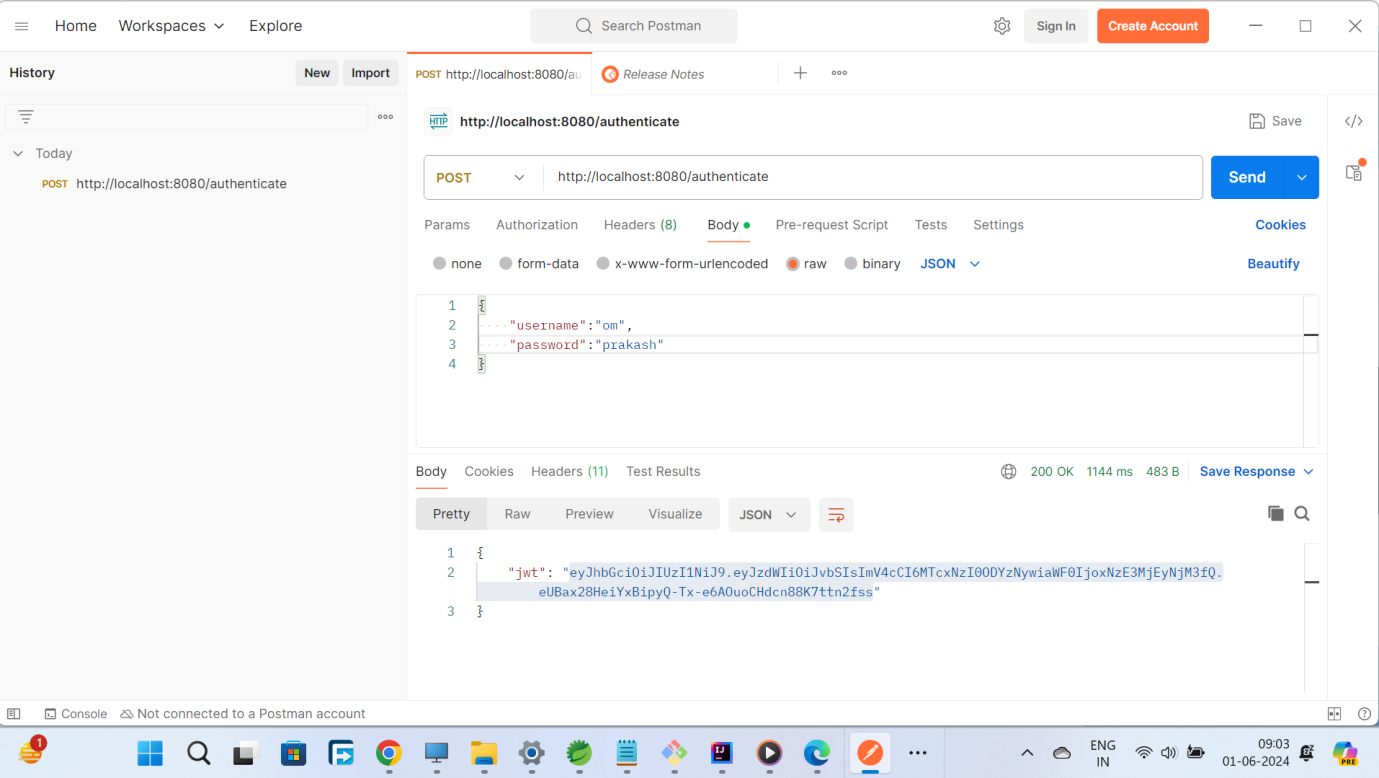 Home Workspaces Explore Search Postman Sign In Create Account
History New Import POST http://localhost:8080/au Release Notes
HTTP http://localhost:8080/authenticate Save
Today
POST http://localhost:8080/authenticate
POST http://localhost:8080/authenticate Send
Params Authorization Headers (8) Body Pre-request Script Tests Settings Cookies
none form-data x-www-form-urlencoded raw binary JSON Beautify
1 {
2 "username":"om",
3 "password":"prakash"
4 }
Body Cookies Headers (11) Test Results 200 OK 1144 ms 483 B Save Response
Pretty Raw Preview Visualize JSON
1 {
2 "jwt": "eyJhbGciOiJIUzI1NiJ9.eyJzdWIiOiJvbSIsImV4cCI6MTcxNzI0ODYzNywiaWF0IjoxNzE3MjEyNjM3fQ.
eUBax28HeiYxBipyQ-Tx-e6AOuoCHdcn88K7ttn2fss"
3 }
Console Not connected to a Postman account
1 IJ ENG IN 09:03 01-06-2024 PRE